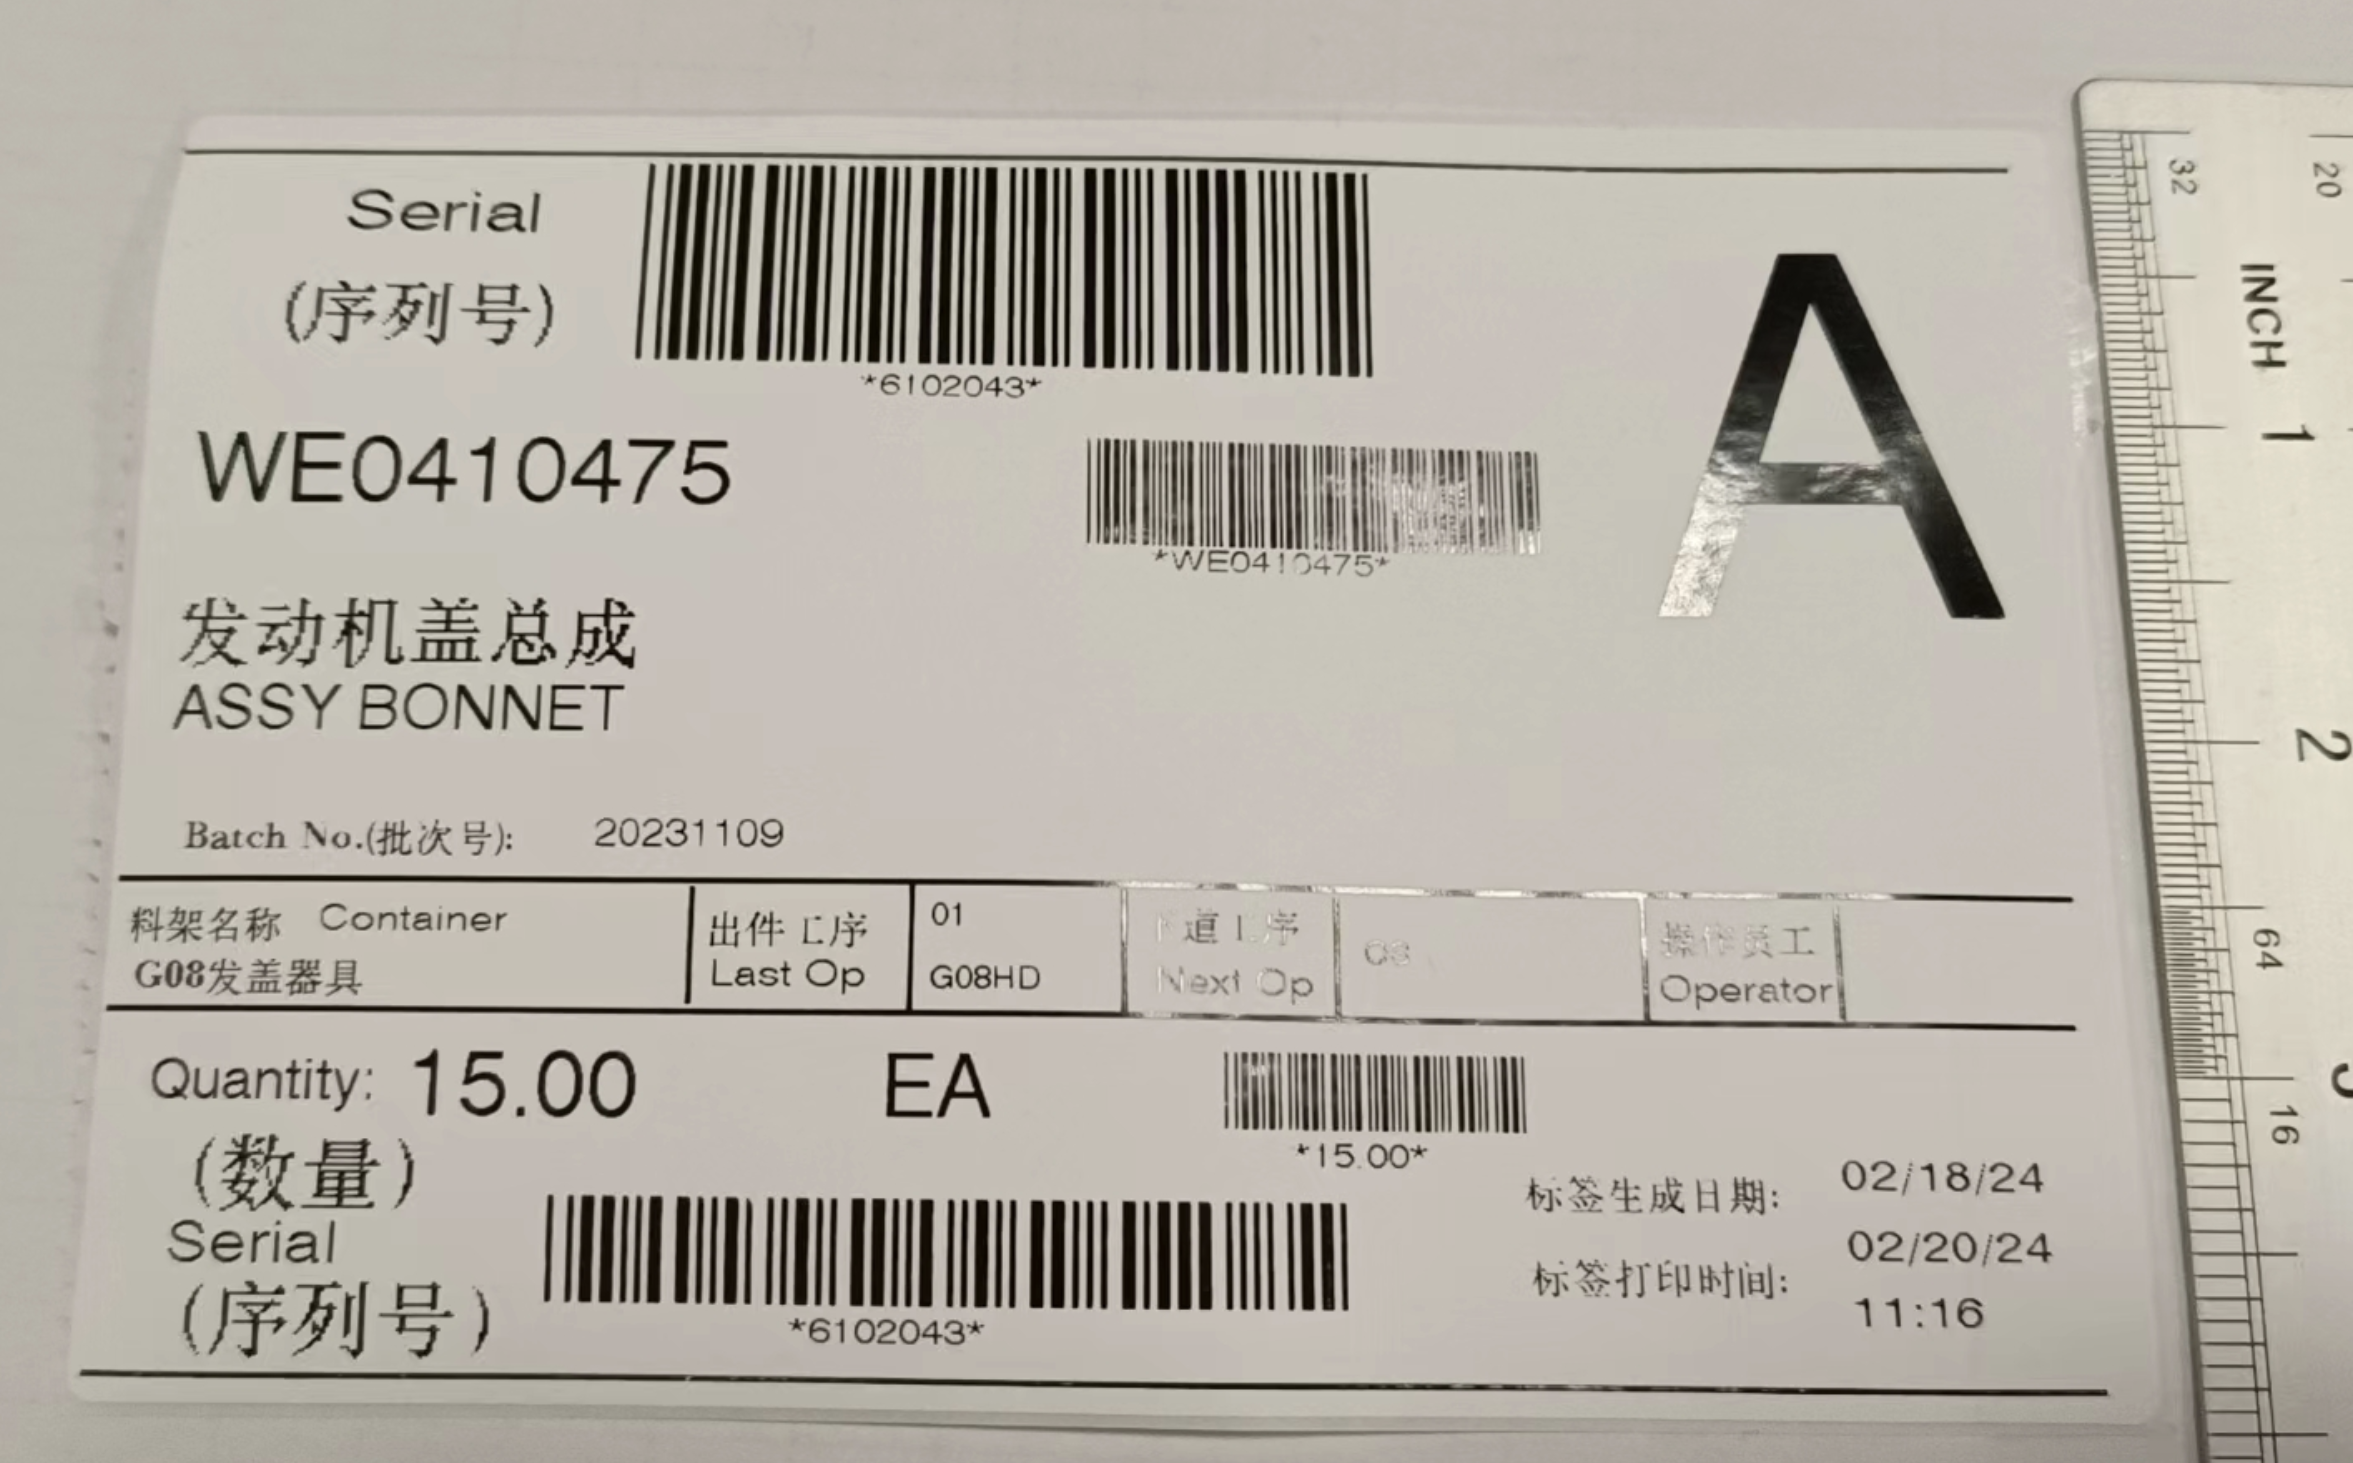 Serial
(序列号)
*6102043*
A
WE0410475
*WE0410475*
发动机盖总成
ASSY BONNET
Batch No.(批次号): 20231109
料架名称 Container
G08发盖器具
出件工序
Last Op
01
G08HD
下道工序
Next Op
操作员工
Operator
Quantity: 15.00 EA
(数量)
*15.00*
Serial
(序列号)
*6102043*
标签生成日期: 02/18/24
标签打印时间: 02/20/24
11:16
32
20
INCH
1
2
64
16